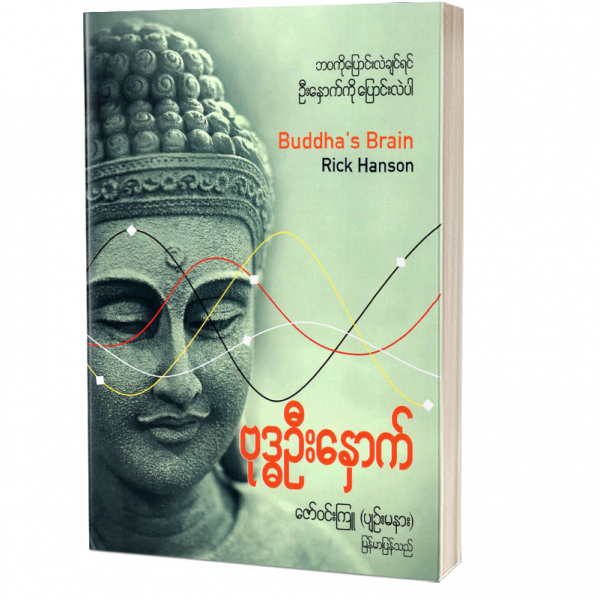 ဘဝကိုပြောင်းလဲချင်ရင်
ဦးနှောက်ကို ပြောင်းလဲပါ
Buddha's Brain
Rick Hanson
ဗုဒ္ဓဦးနှောက်
ဇော်ဝင်းကြူ (ပျဉ်းမနား)
မြန်မာပြန်သည်